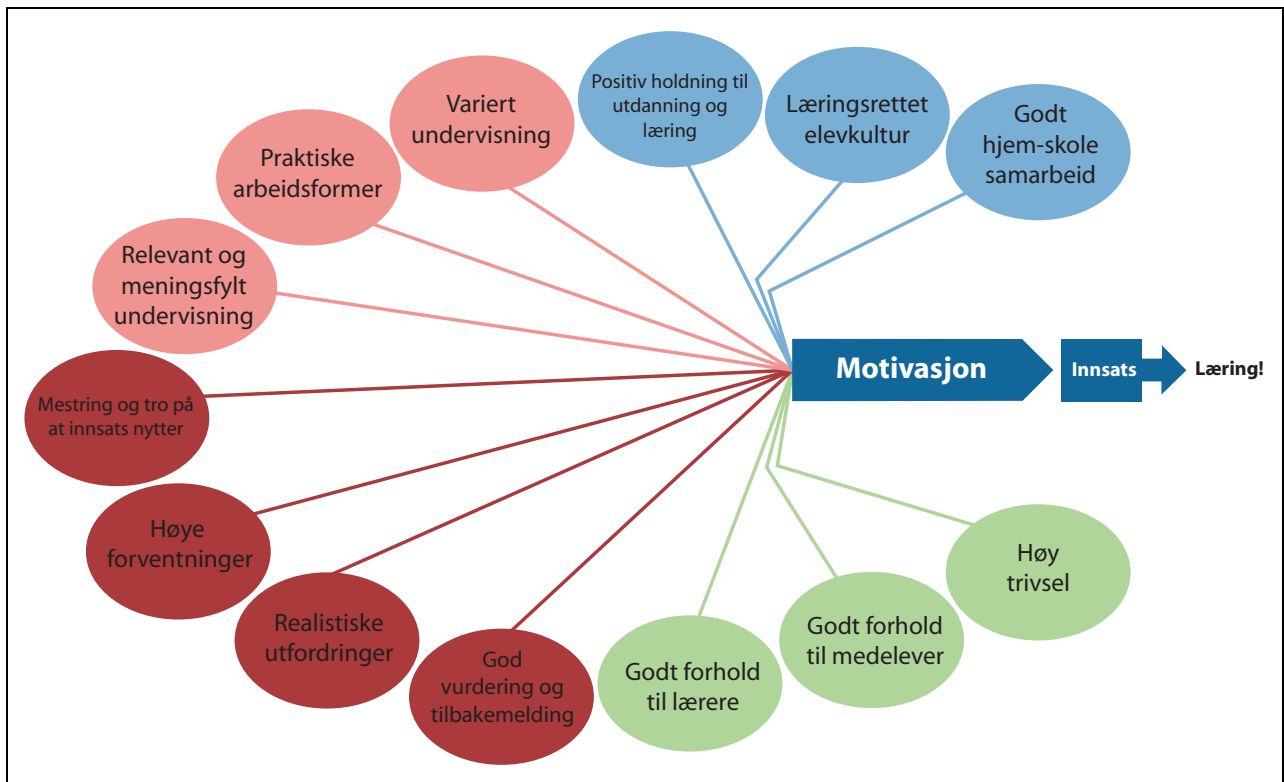 Positiv holdning til
utdanning og
læring
Læringsrettet
elevkultur
Godt
hjem-skole
samarbeid
Variert
undervisning
Praktiske
arbeidsformer
Relevant og
meningsfylt
undervisning
Mestring og tro på
at innsats nytter
Høye
forventninger
Realistiske
utfordringer
God
vurdering og
tilbakemelding
Godt forhold
til lærere
Godt forhold
til medelever
Høy
trivsel
Motivasjon
Innsats
Læring!